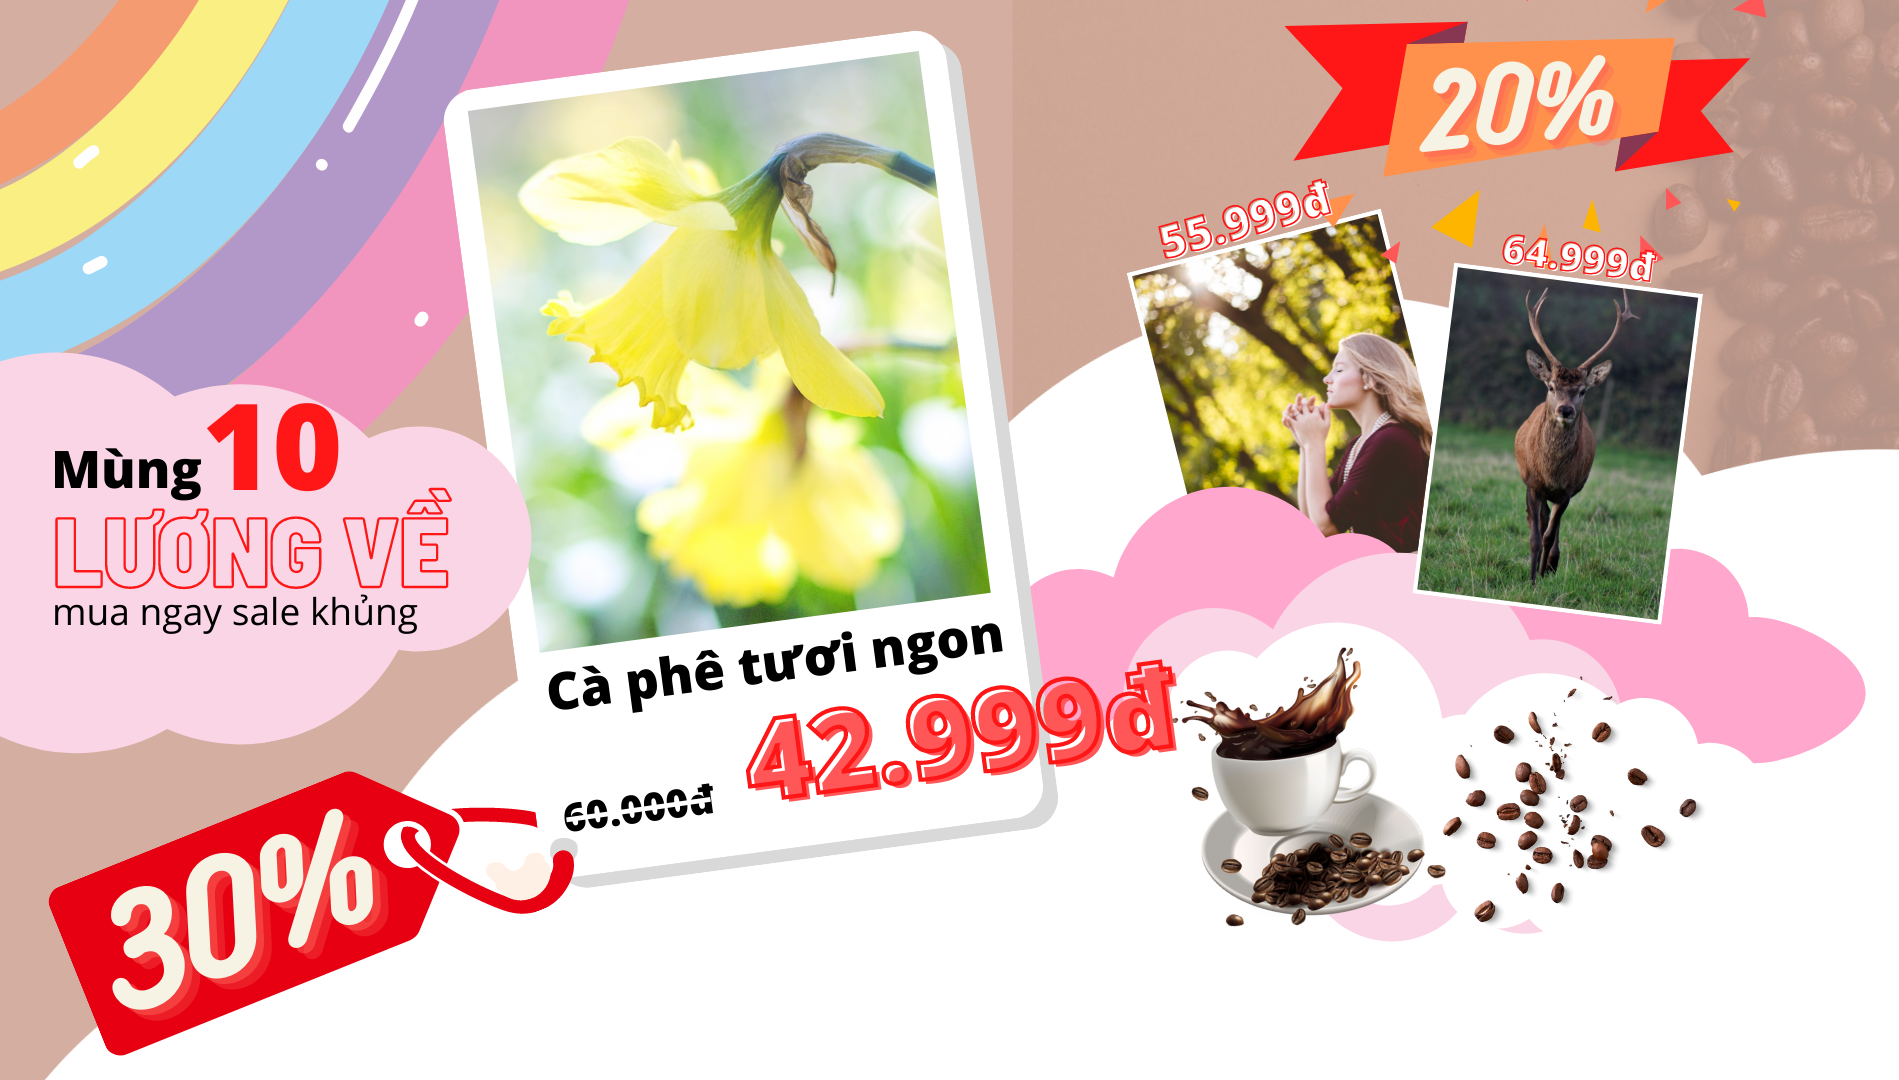 Mùng 10
LƯƠNG VỀ
mua ngay sale khủng
30%
Cà phê tươi ngon
60.000đ
42.999đ
20%
55.999đ
64.999đ